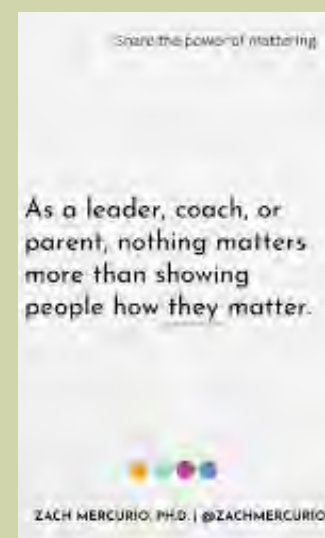 Share the power of mattering
As a leader, coach, or
parent, nothing matters
more than showing
people how they matter.
ZACH MERCURIO, PH.D. | @ZACHMERCURIO